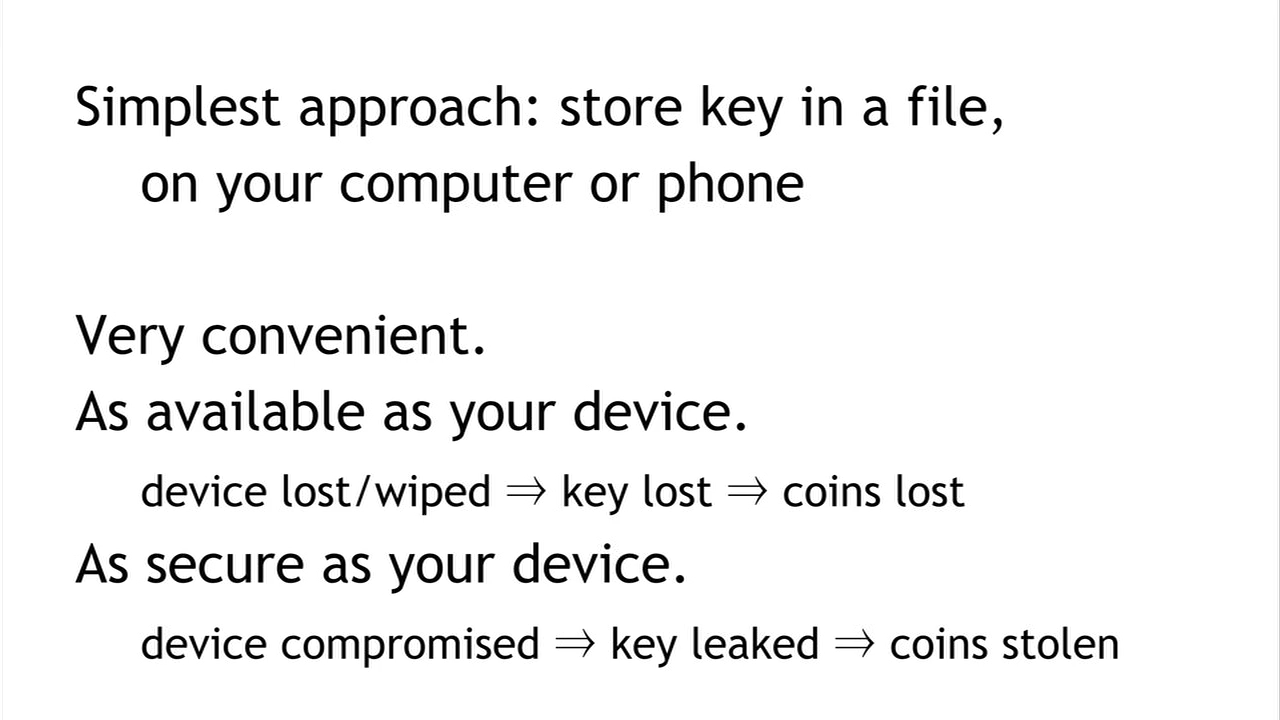 Simplest approach: store key in a file,
on your computer or phone
Very convenient.
As available as your device.
device lost/wiped ⇒ key lost ⇒ coins lost
As secure as your device.
device compromised ⇒ key leaked ⇒ coins stolen